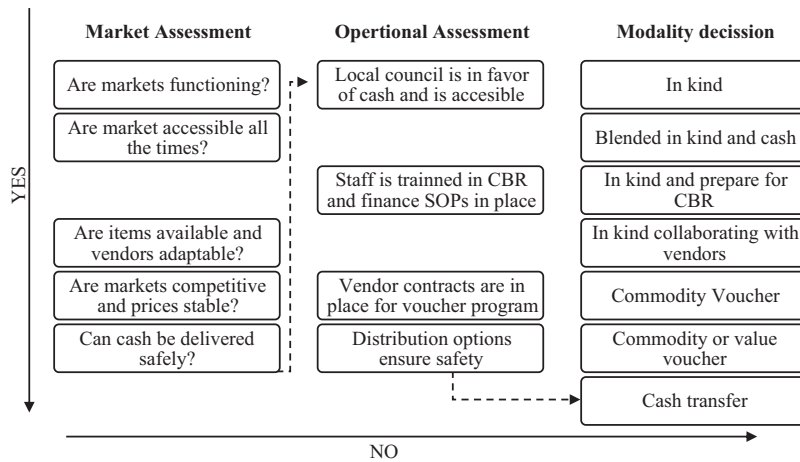 Market Assessment
Opertional Assessment
Modality decission
Are markets functioning?
Local council is in favor
of cash and is accesible
In kind
Are market accessible all
the times?
Blended in kind and cash
Staff is trainned in CBR
and finance SOPs in place
In kind and prepare for
CBR
Are items available and
vendors adaptable?
In kind collaborating with
vendors
Are markets competitive
and prices stable?
Vendor contracts are in
place for voucher program
Commodity Voucher
Can cash be delivered
safely?
Distribution options
ensure safety
Commodity or value
voucher
Cash transfer
YES
NO